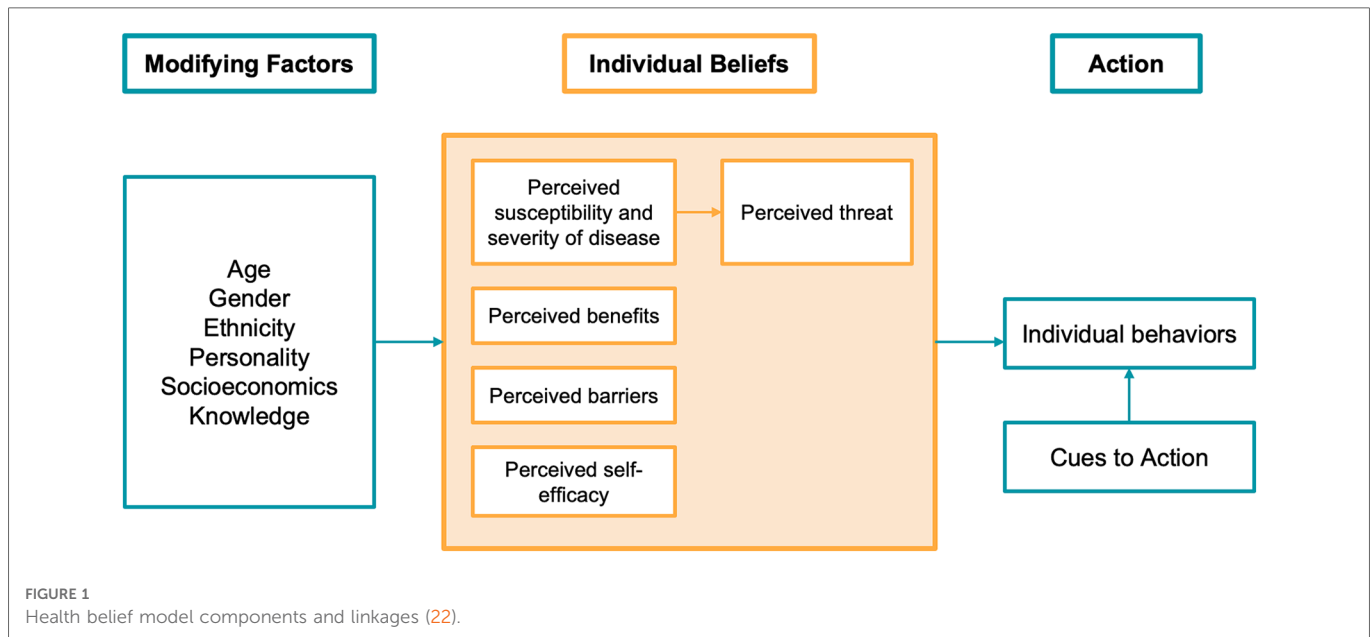 Modifying Factors
Individual Beliefs
Action
Age
Gender
Ethnicity
Personality
Socioeconomics
Knowledge
Perceived
susceptibility and
severity of disease
Perceived threat
Perceived benefits
Perceived barriers
Perceived self-
efficacy
Individual behaviors
Cues to Action
FIGURE 1
Health belief model components and linkages (22).